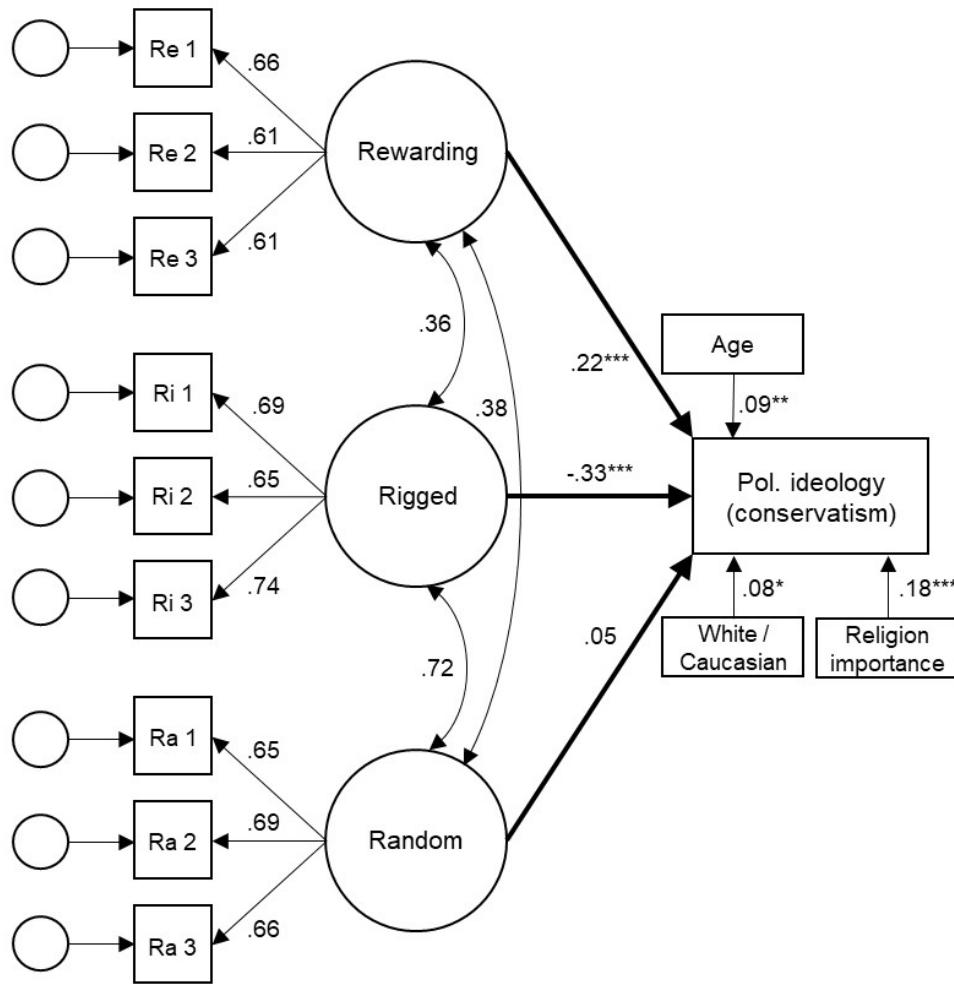 Re 1
.66
Re 2
.61
Rewarding
Re 3
.61
.36
.22***
Age
Ri 1
.69
.38
.09**
Ri 2
.65
Rigged
-.33***
Pol. ideology
(conservatism)
Ri 3
.74
.08*
.18***
.05
White /
Caucasian
Religion
importance
.72
Ra 1
.65
Ra 2
.69
Random
Ra 3
.66